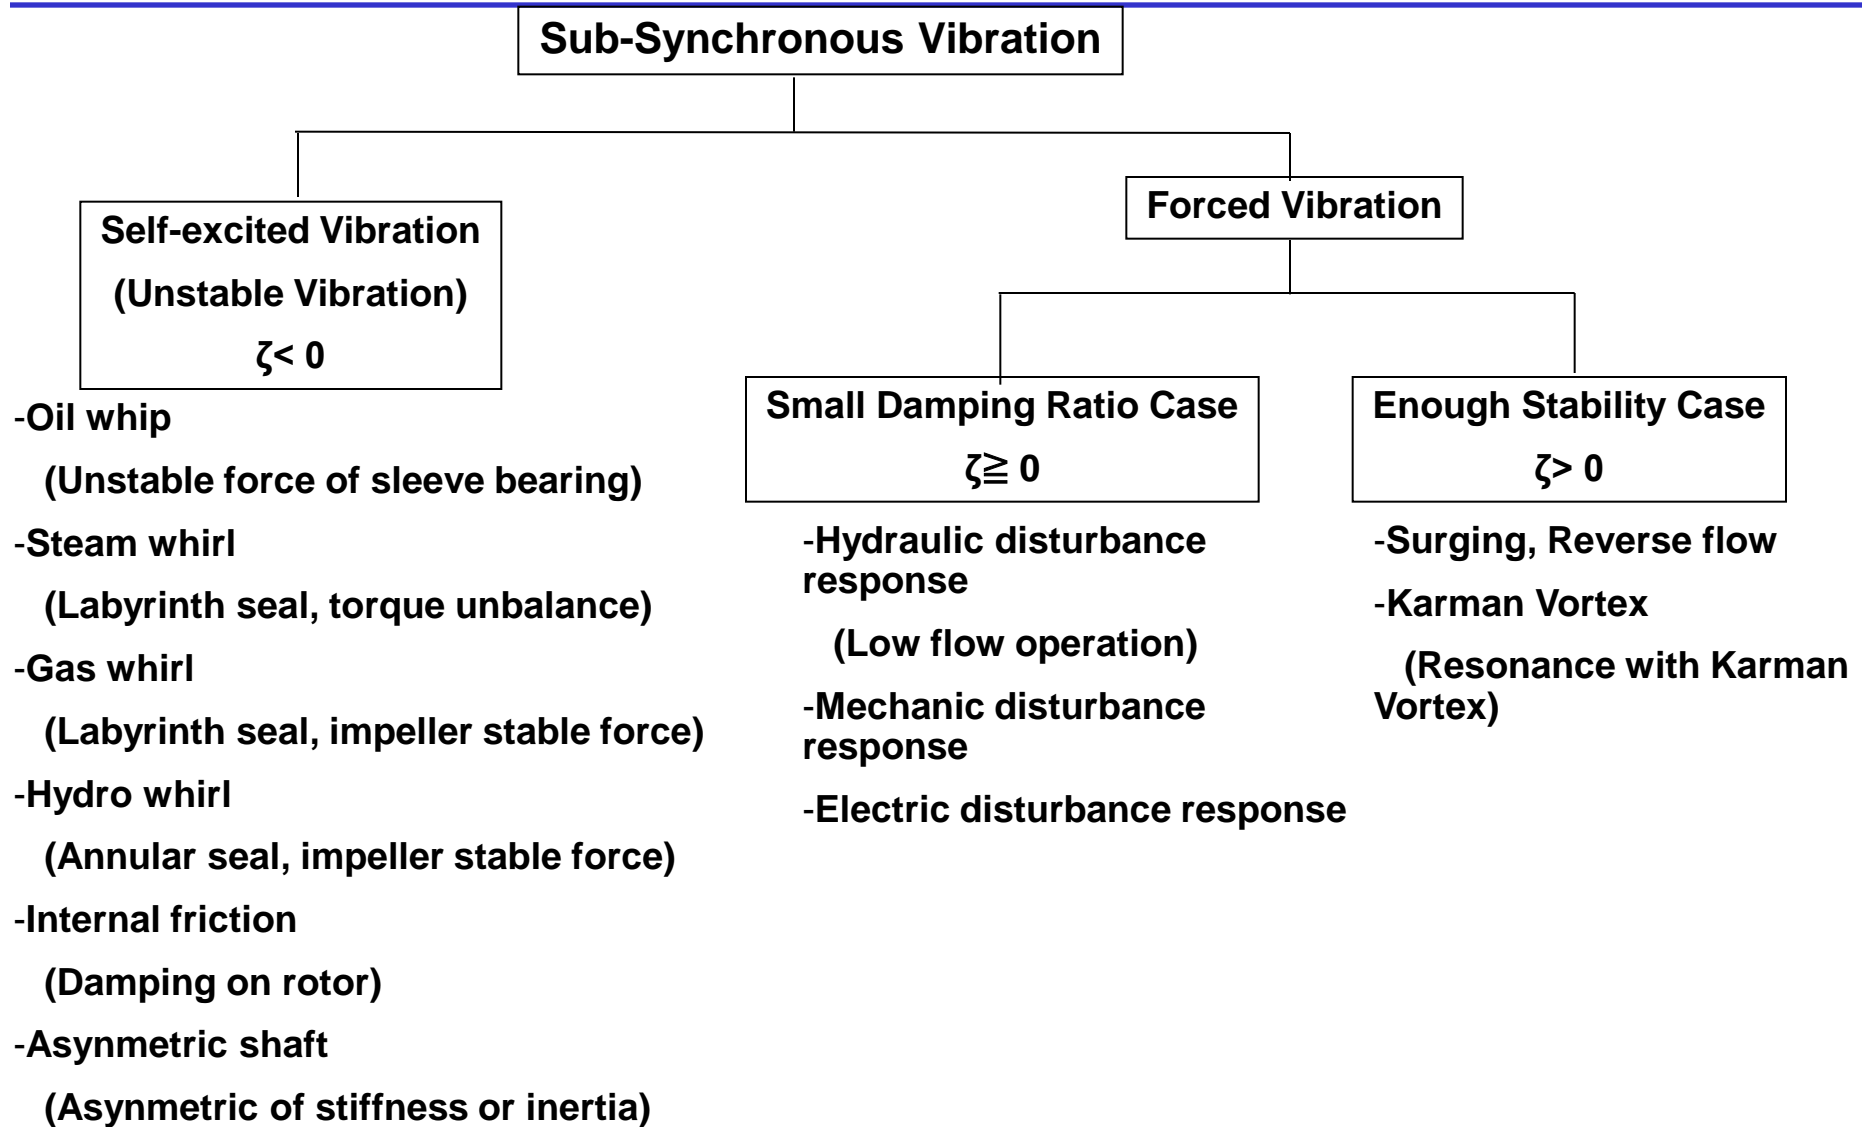 Sub-Synchronous Vibration
Self-excited Vibration
(Unstable Vibration)
ζ< 0
-Oil whip
(Unstable force of sleeve bearing)
-Steam whirl
(Labyrinth seal, torque unbalance)
-Gas whirl
(Labyrinth seal, impeller stable force)
-Hydro whirl
(Annular seal, impeller stable force)
-Internal friction
(Damping on rotor)
-Asynmetric shaft
(Asynmetric of stiffness or inertia)
Forced Vibration
Small Damping Ratio Case
ζ≧ 0
-Hydraulic disturbance
response
(Low flow operation)
-Mechanic disturbance
response
-Electric disturbance response
Enough Stability Case
ζ> 0
-Surging, Reverse flow
-Karman Vortex
(Resonance with Karman
Vortex)